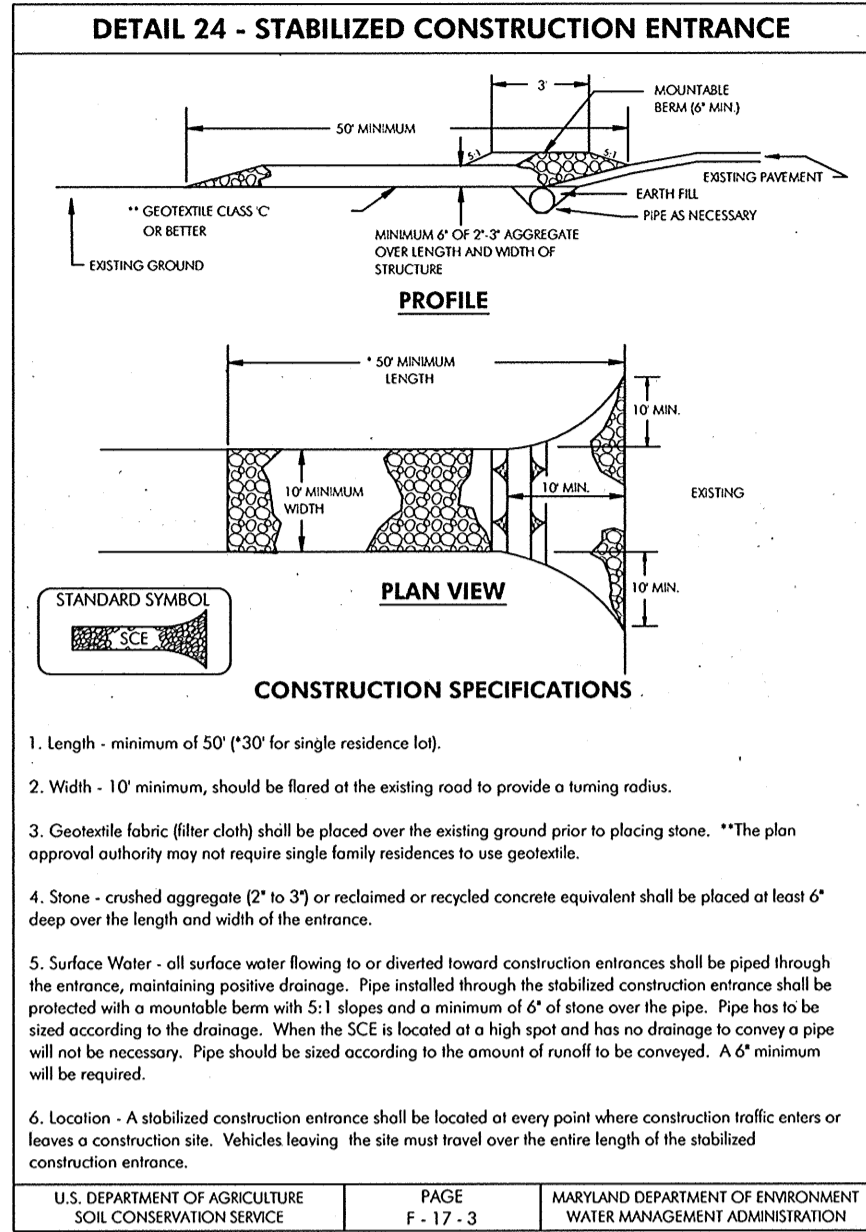 DETAIL 24 - STABILIZED CONSTRUCTION ENTRANCE
3'
MOUNTABLE
BERM (6" MIN.)
50' MINIMUM
5:1
5:1
EXISTING PAVEMENT
** GEOTEXTILE CLASS 'C'
OR BETTER
EARTH FILL
PIPE AS NECESSARY
MINIMUM 6" OF 2"-3" AGGREGATE
OVER LENGTH AND WIDTH OF
STRUCTURE
EXISTING GROUND
PROFILE
* 50' MINIMUM
LENGTH
10' MIN.
10' MINIMUM
WIDTH
10' MIN.
EXISTING
PLAN VIEW
10' MIN.
STANDARD SYMBOL
SCE
CONSTRUCTION SPECIFICATIONS
1. Length - minimum of 50' (*30' for single residence lot).
2. Width - 10' minimum, should be flared at the existing road to provide a turning radius.
3. Geotextile fabric (filter cloth) shall be placed over the existing ground prior to placing stone. **The plan
approval authority may not require single family residences to use geotextile.
4. Stone - crushed aggregate (2" to 3") or reclaimed or recycled concrete equivalent shall be placed at least 6"
deep over the length and width of the entrance.
5. Surface Water - all surface water flowing to or diverted toward construction entrances shall be piped through
the entrance, maintaining positive drainage. Pipe installed through the stabilized construction entrance shall be
protected with a mountable berm with 5:1 slopes and a minimum of 6" of stone over the pipe. Pipe has to be
sized according to the drainage. When the SCE is located at a high spot and has no drainage to convey a pipe
will not be necessary. Pipe should be sized according to the amount of runoff to be conveyed. A 6" minimum
will be required.
6. Location - A stabilized construction entrance shall be located at every point where construction traffic enters or
leaves a construction site. Vehicles leaving the site must travel over the entire length of the stabilized
construction entrance.
U.S. DEPARTMENT OF AGRICULTURE
SOIL CONSERVATION SERVICE
PAGE
F - 17 - 3
MARYLAND DEPARTMENT OF ENVIRONMENT
WATER MANAGEMENT ADMINISTRATION